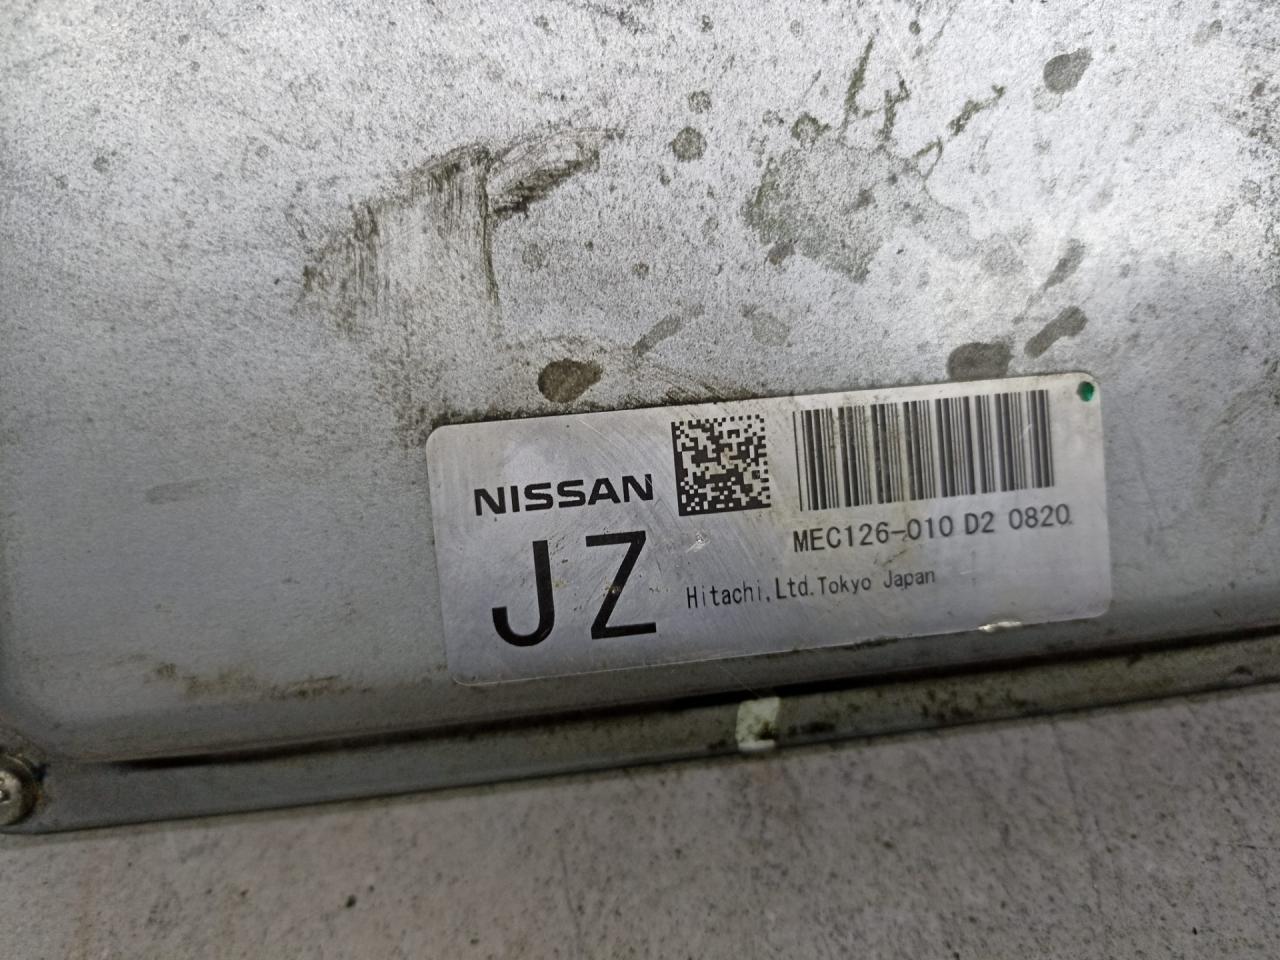 NISSAN
JZ
MEC126-010 D2 0820
Hitachi,Ltd.Tokyo Japan